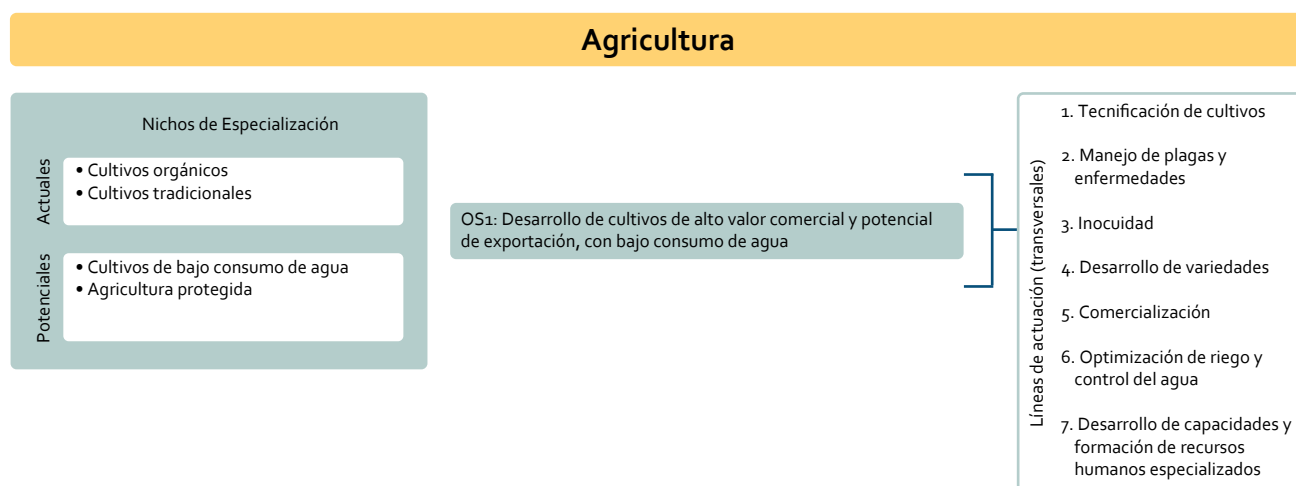 Agricultura
Nichos de Especialización
Actuales
• Cultivos orgánicos
• Cultivos tradicionales
Potenciales
• Cultivos de bajo consumo de agua
• Agricultura protegida
OS1: Desarrollo de cultivos de alto valor comercial y potencial
de exportación, con bajo consumo de agua
Líneas de actuación (transversales)
1. Tecnificación de cultivos
2. Manejo de plagas y
enfermedades
3. Inocuidad
4. Desarrollo de variedades
5. Comercialización
6. Optimización de riego y
control del agua
7. Desarrollo de capacidades y
formación de recursos
humanos especializados